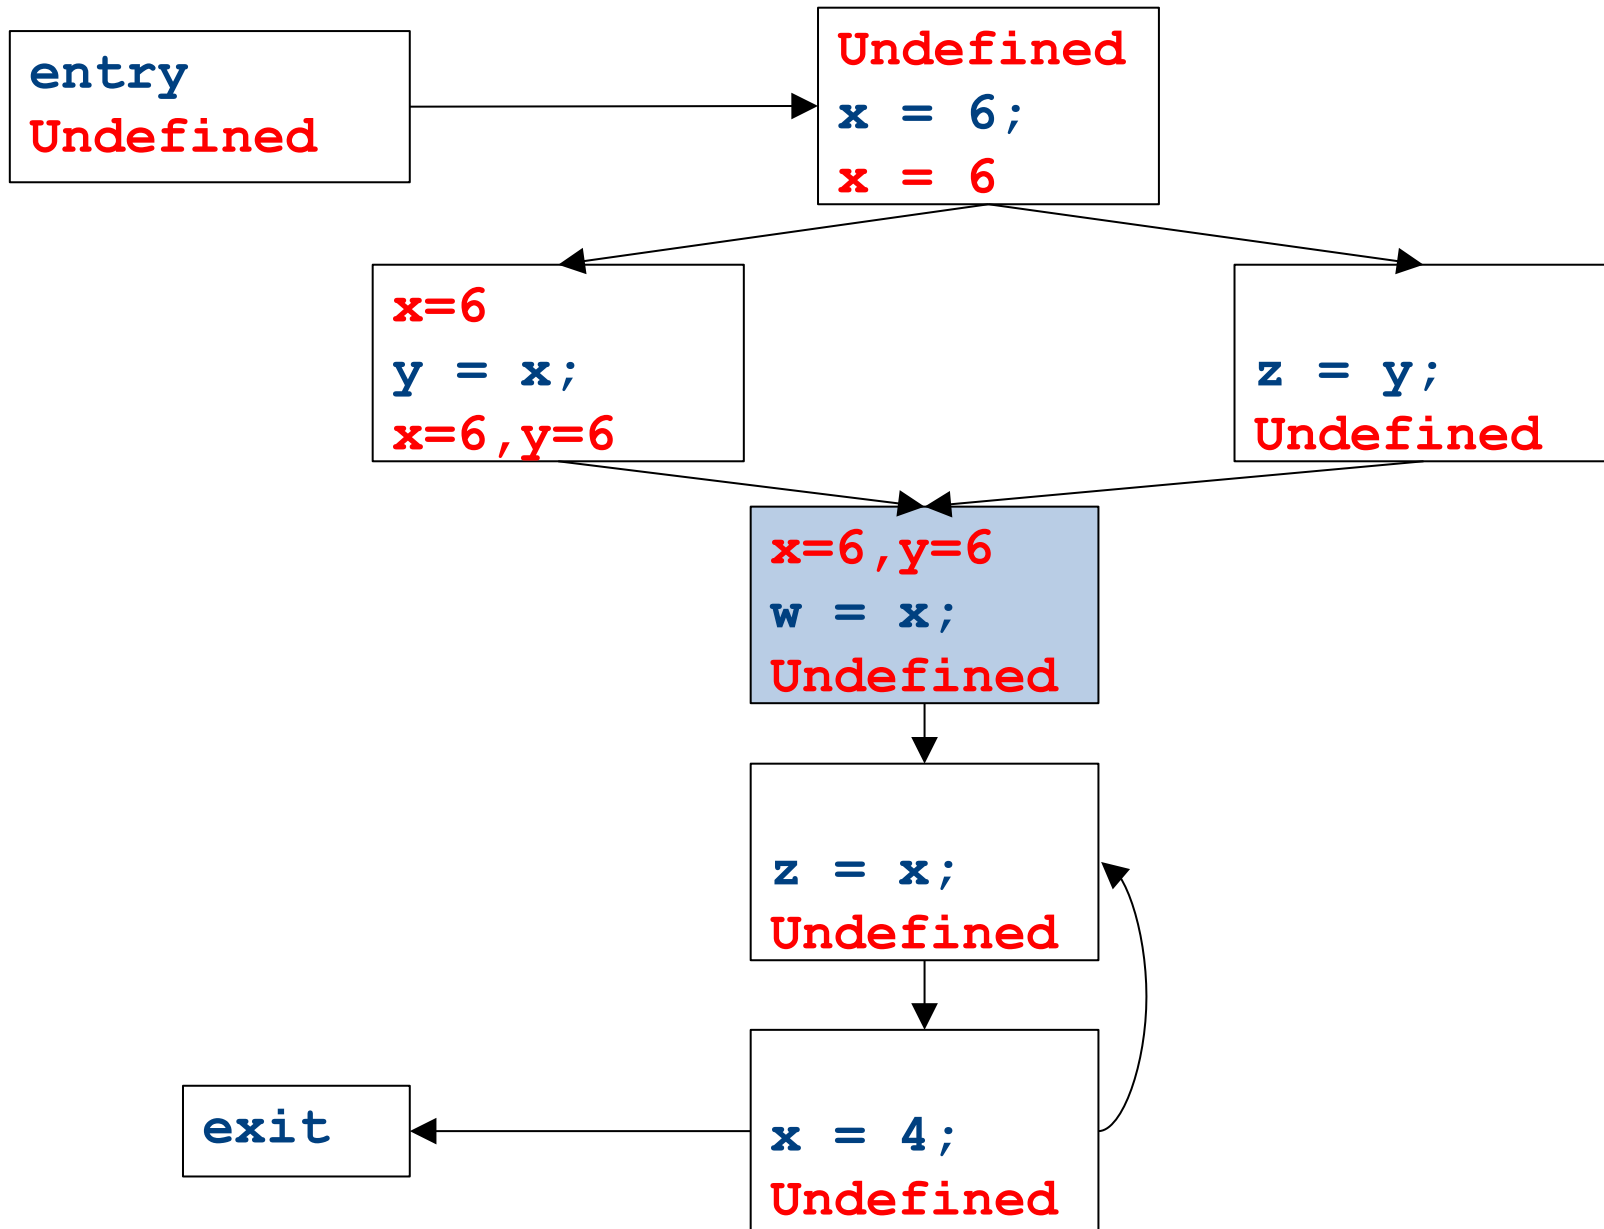 entry
Undefined
Undefined
x = 6;
x = 6
x=6
y = x;
x=6,y=6
z = y;
Undefined
x=6,y=6
w = x;
Undefined
z = x;
Undefined
x = 4;
Undefined
exit